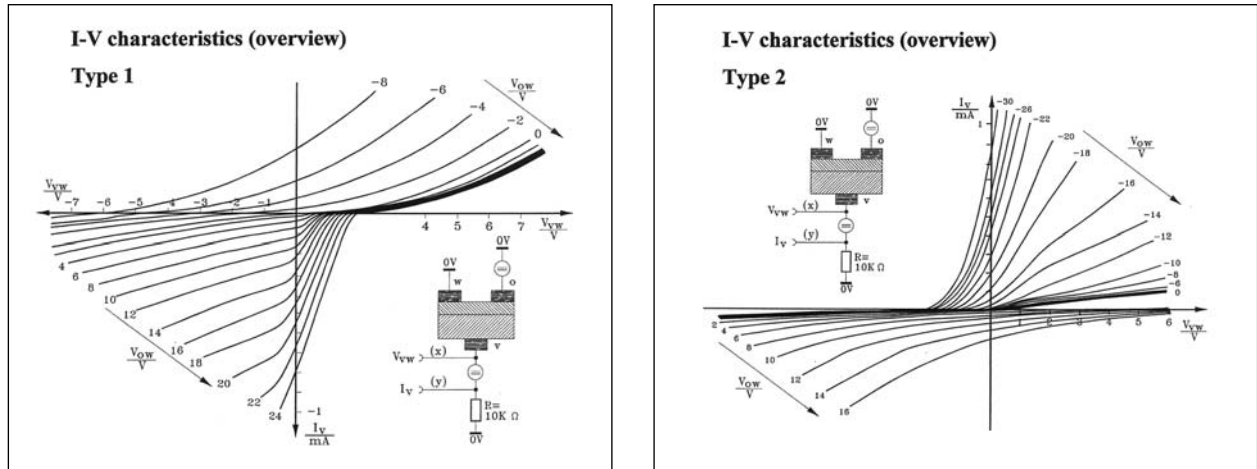 I-V characteristics (overview)
Type 1
-8
-6
-4
-2
0
V_OW/V
V_VW/V
-7 -6 -5 -4 -3 -2 -1
4 5 6 7
V_VW/V
4
6
8
10
12
14
16
18
20
22
24
V_OW/V
-1
I_V/mA
0V
0V
w
o
v
V_VW
(x)
I_V
(y)
R=
10K Ω
0V
I-V characteristics (overview)
Type 2
I_V/mA
1
-30
-26
-22
-20
-18
-16
-14
-12
-10
-8
-6
0
V_OW/V
0V
0V
w
o
v
V_VW
(x)
I_V
(y)
R=
10K Ω
0V
1 2 3 4 5 6
V_VW/V
2
4
6
8
10
12
14
16
V_OW/V